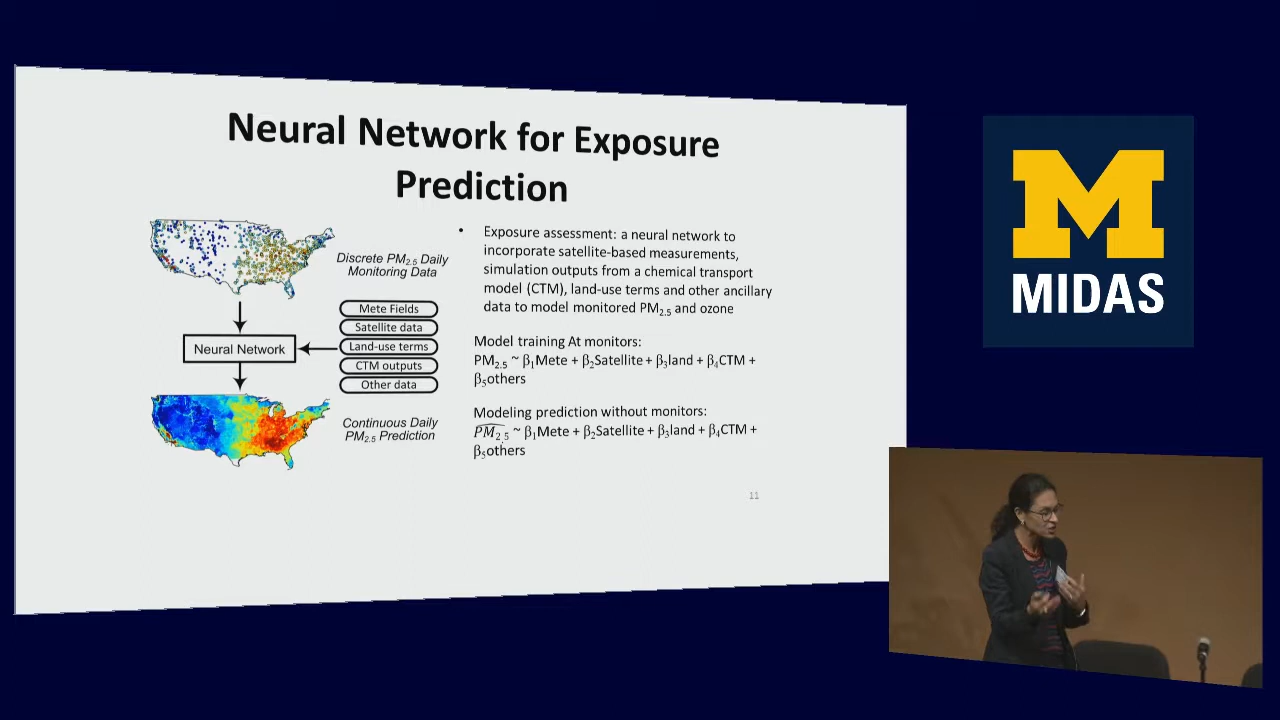 Neural Network for Exposure
Prediction
Discrete PM2.5 Daily
Monitoring Data
Mete Fields
Satellite data
Land-use terms
CTM outputs
Other data
Neural Network
Continuous Daily
PM2.5 Prediction
• Exposure assessment: a neural network to
incorporate satellite-based measurements,
simulation outputs from a chemical transport
model (CTM), land-use terms and other ancillary
data to model monitored PM2.5 and ozone
Model training At monitors:
PM2.5 ~ β1Mete + β2Satellite + β3land + β4CTM +
β5others
Modeling prediction without monitors:
P͡M2.5 ~ β1Mete + β2Satellite + β3land + β4CTM +
β5others
11
M
MIDAS